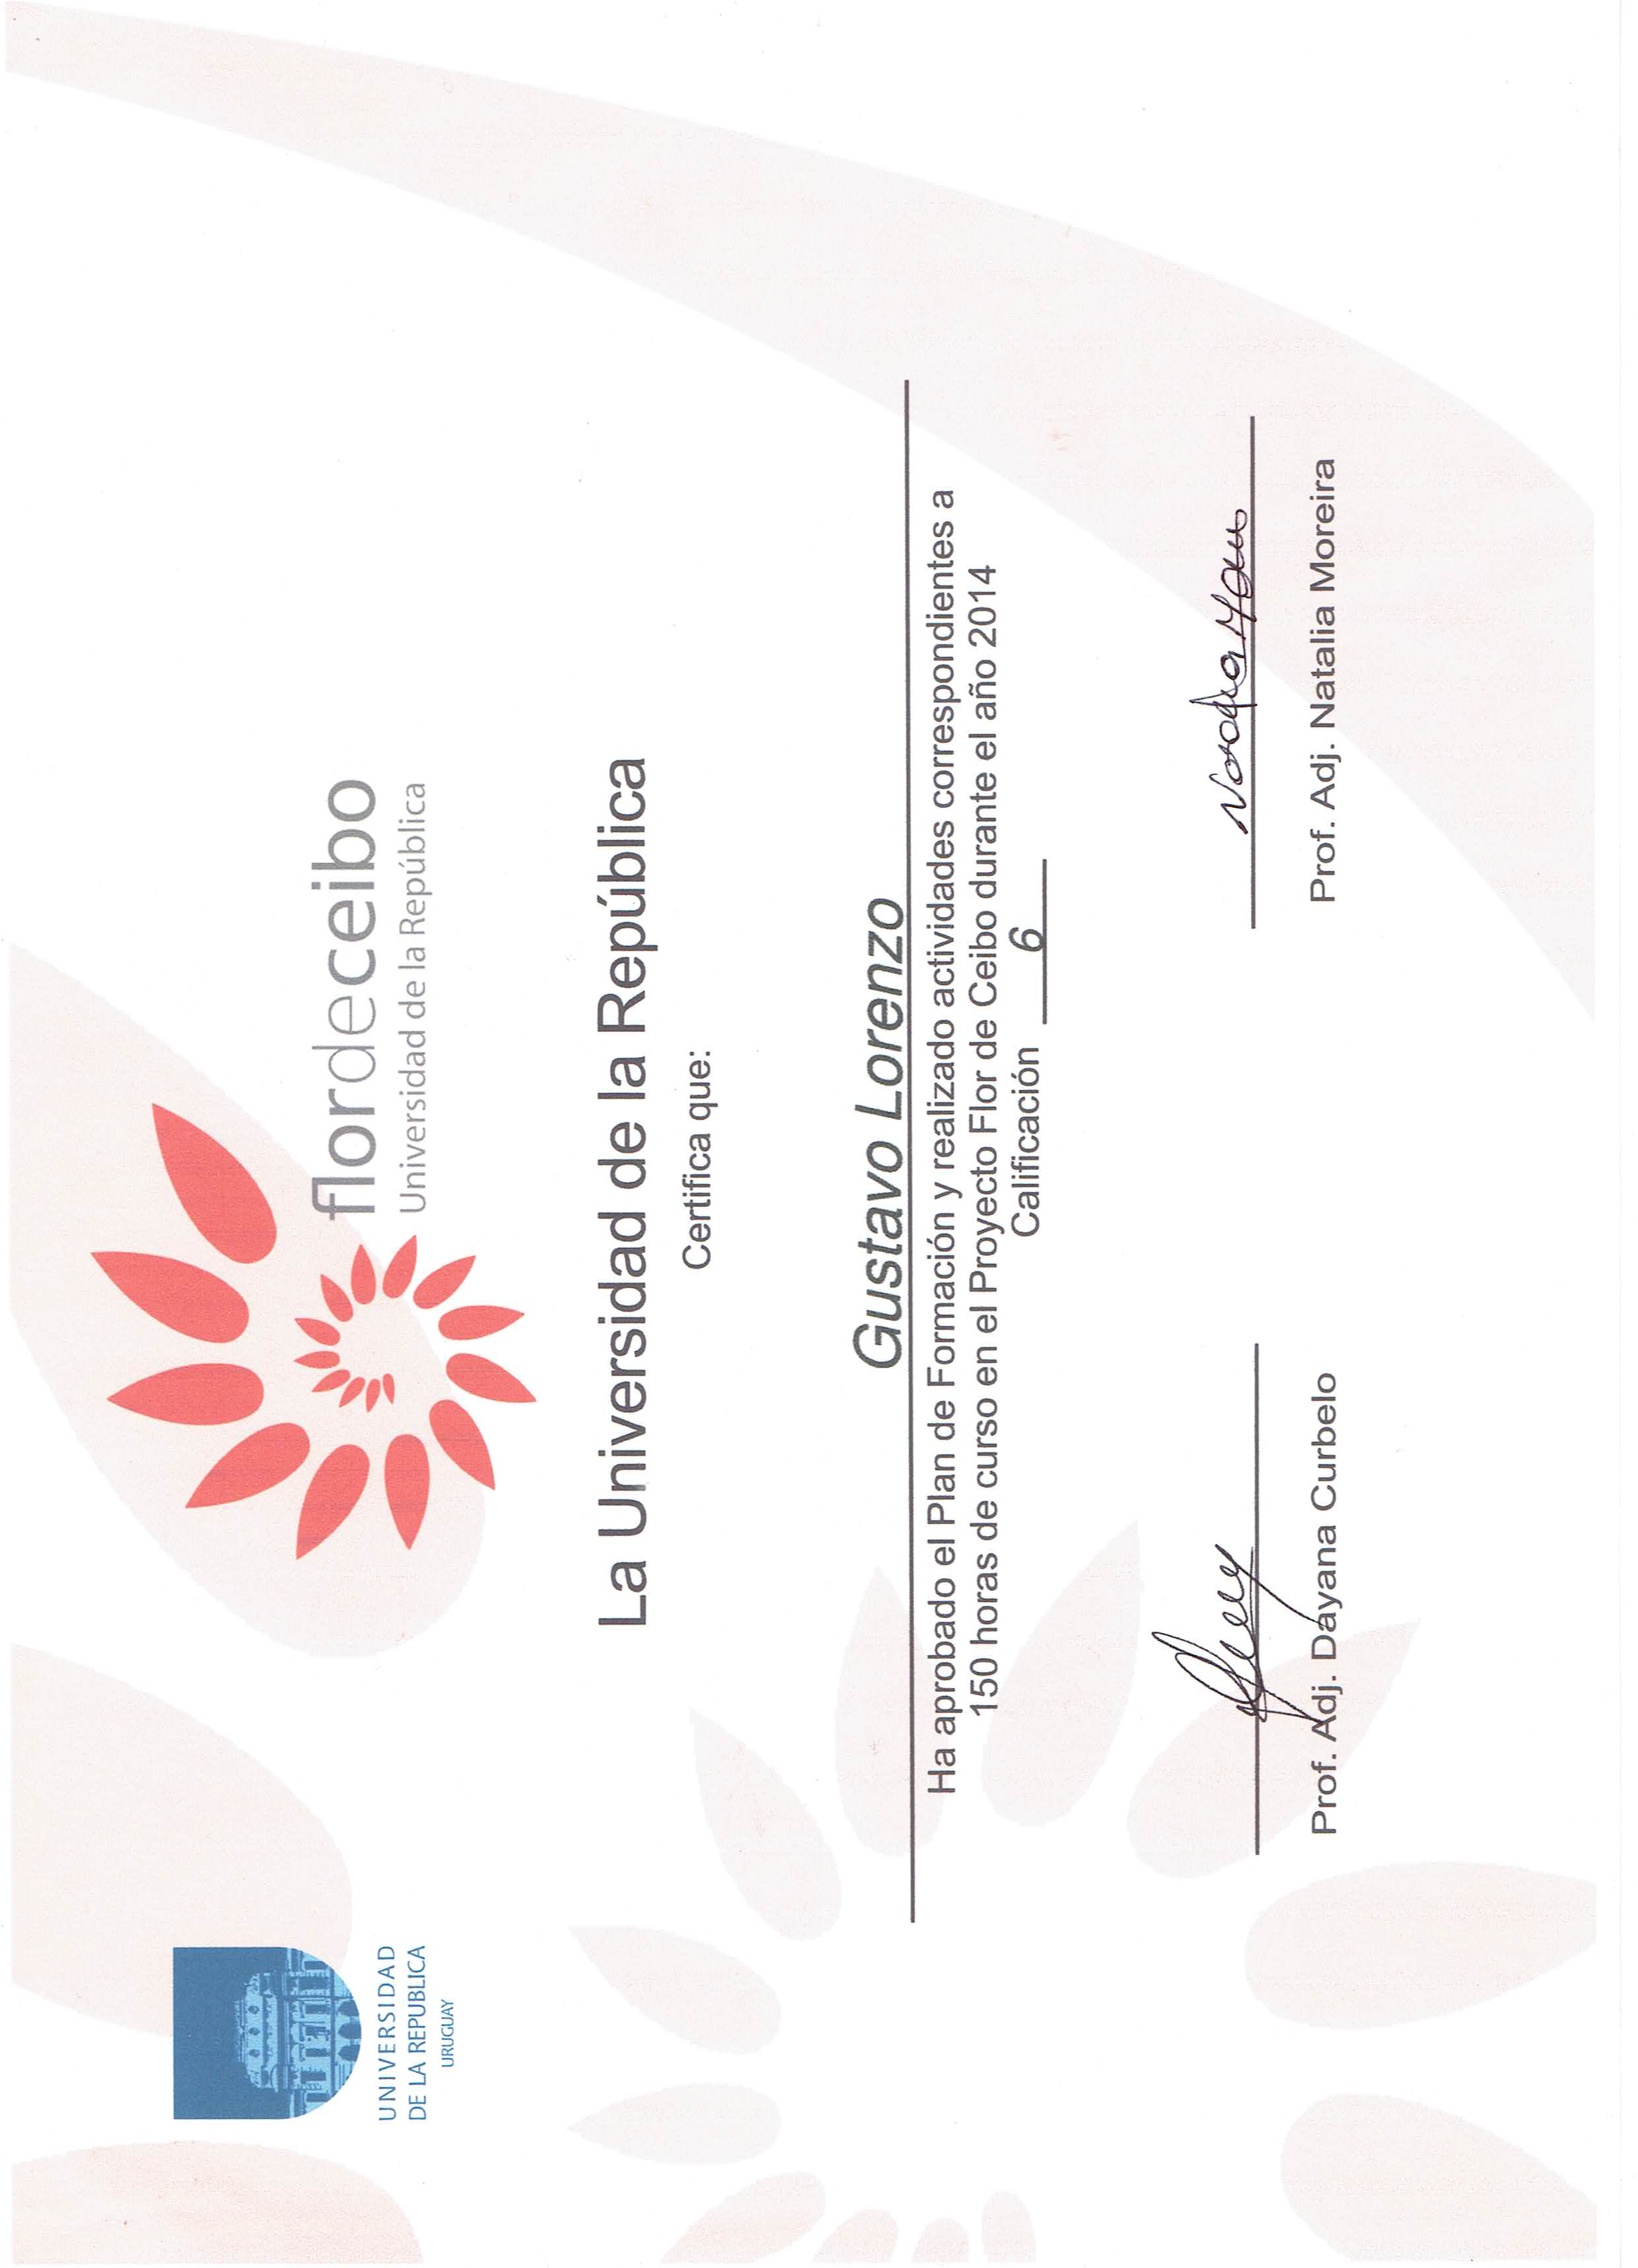 UNIVERSIDAD
DE LA REPUBLICA
URUGUAY
flordeceibo
Universidad de la República
La Universidad de la República
Certifica que:
Gustavo Lorenzo
Ha aprobado el Plan de Formación y realizado actividades correspondientes a
150 horas de curso en el Proyecto Flor de Ceibo durante el año 2014
Calificación 6
Prof. Adj. Dayana Curbelo
Prof. Adj. Natalia Moreira